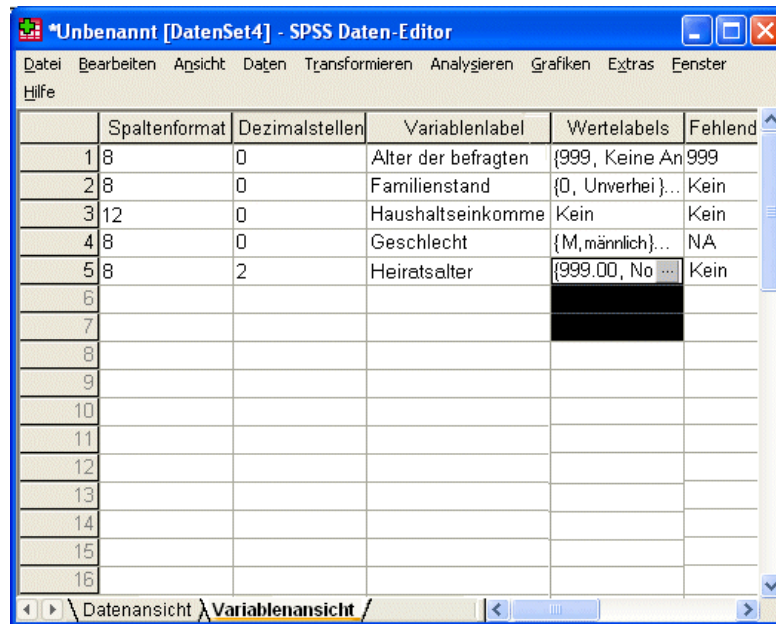 *Unbenannt [DatenSet4] - SPSS Daten-Editor
Datei Bearbeiten Ansicht Daten Transformieren Analysieren Grafiken Extras Fenster
Hilfe
Spaltenformat Dezimalstellen Variablenlabel Wertelabels Fehlend
1 8 0 Alter der befragten {999, Keine An 999
2 8 0 Familienstand {0, Unverhei}... Kein
3 12 0 Haushaltseinkomme Kein Kein
4 8 0 Geschlecht {M,männlich}... NA
5 8 2 Heiratsalter {999.00, No ... Kein
6
7
8
9
10
11
12
13
14
15
16
Datenansicht Variablenansicht